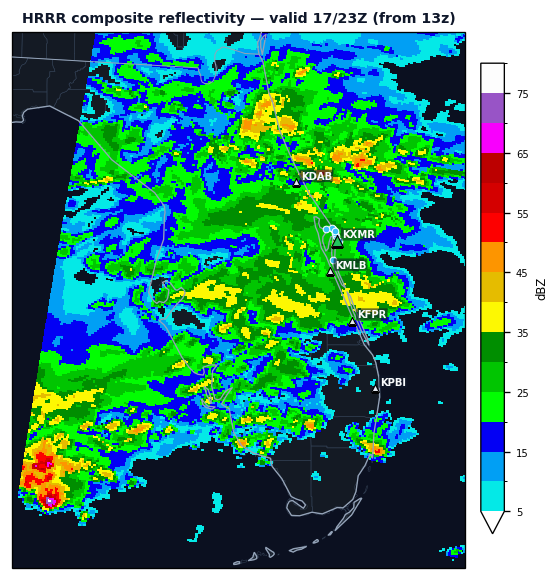 HRRR composite reflectivity — valid 17/23Z (from 13z)
KDAB
KXMR
KMLB
KFPR
KPBI
75
65
55
45
35
25
15
5
dBZ